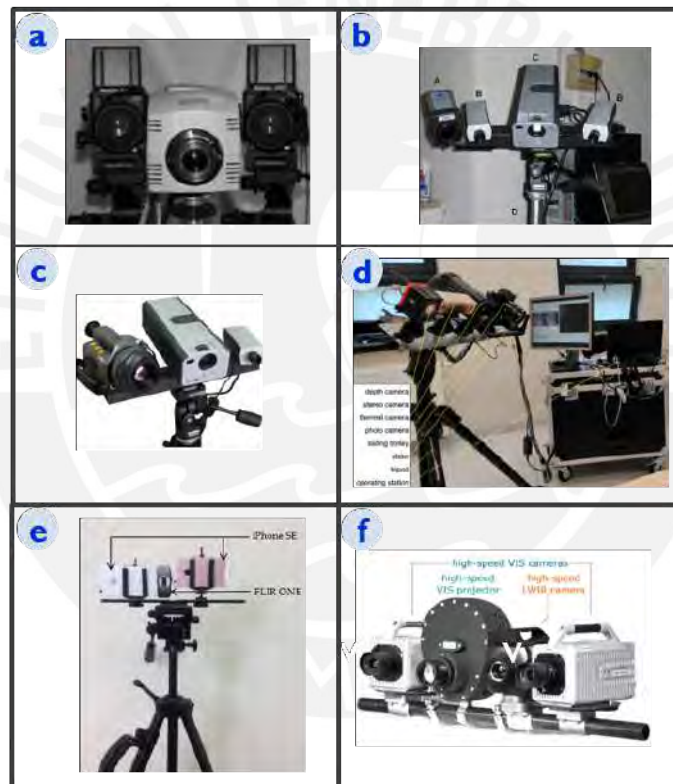 a
b
C
A
B
B
D
c
d
depth camera
stereo camera
thermal camera
photo camera
sliding trolley
tripod
operating station
e
iPhone SE
FLIR ONE
f
high-speed VIS cameras
high-speed high-speed
VIS projector LWIR camera